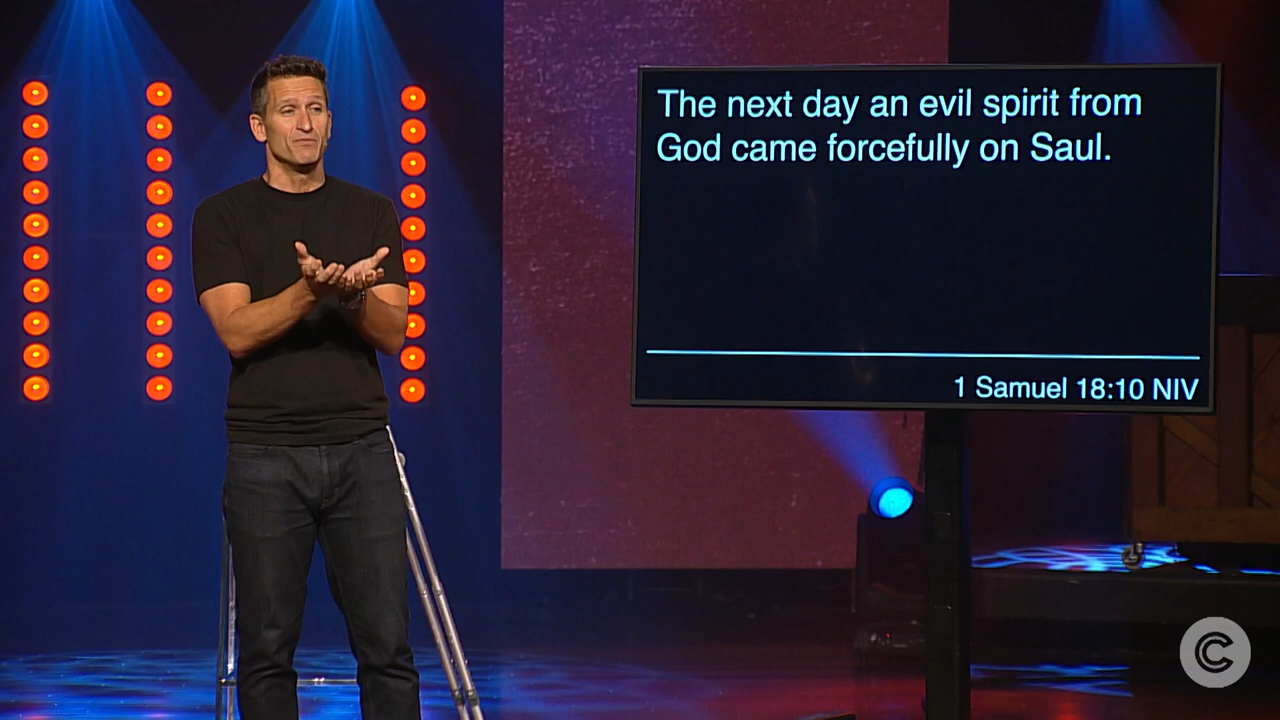 The next day an evil spirit from
God came forcefully on Saul.
1 Samuel 18:10 NIV
C